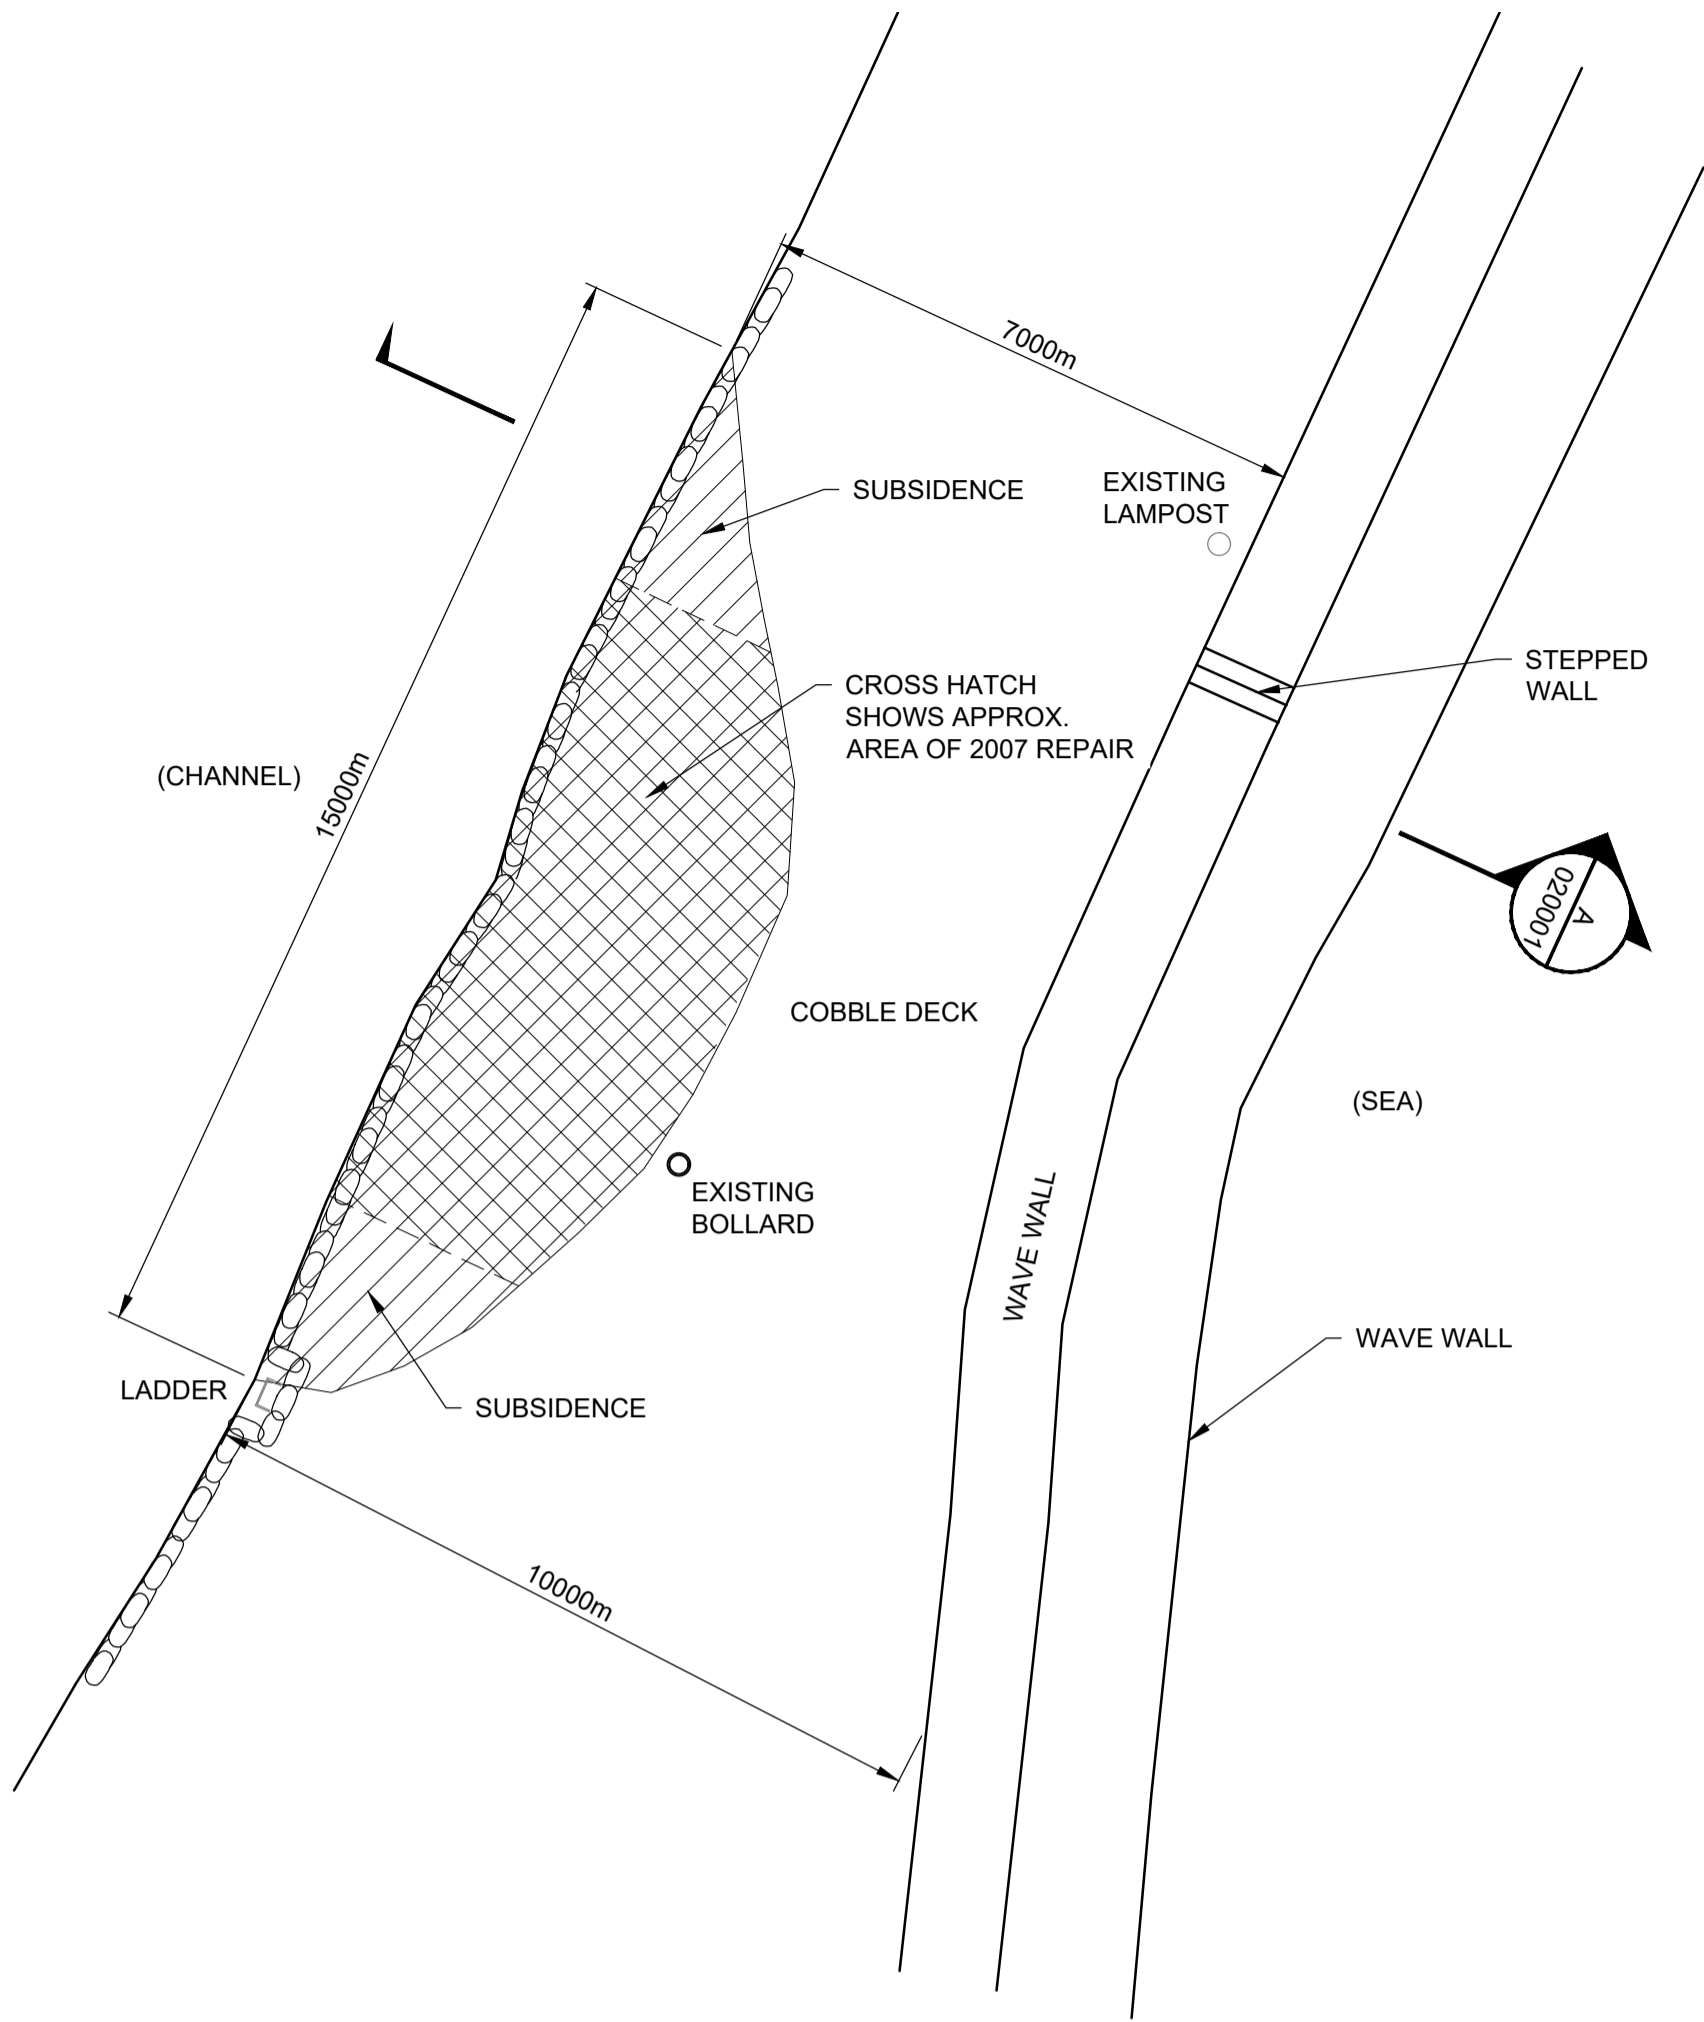 7000m
EXISTING
LAMPOST
SUBSIDENCE
STEPPED
WALL
CROSS HATCH
SHOWS APPROX.
AREA OF 2007 REPAIR
(CHANNEL)
15000m
A
020001
COBBLE DECK
(SEA)
EXISTING
BOLLARD
WAVE WALL
WAVE WALL
LADDER
SUBSIDENCE
10000m